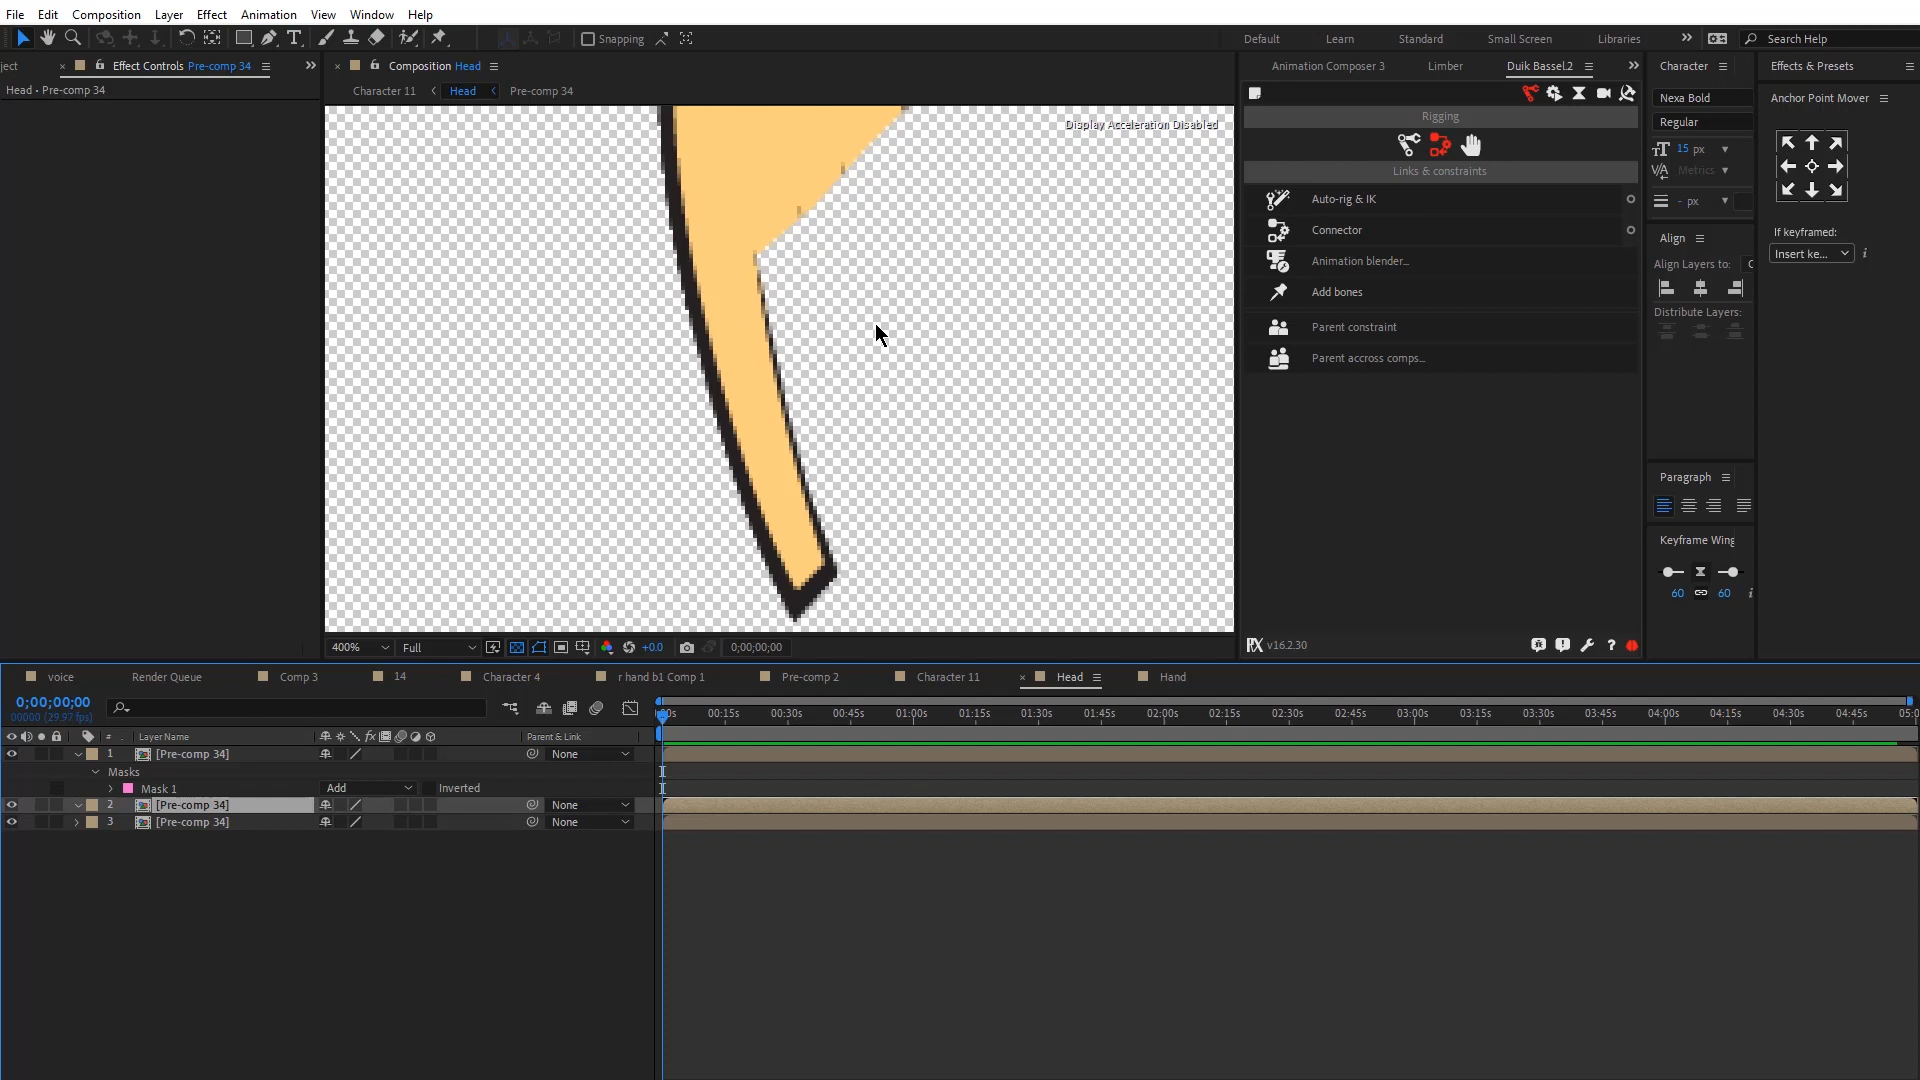 File Edit Composition Layer Effect Animation View Window Help
Snapping
Default Learn Standard Small Screen Libraries
Search Help
ject
Effect Controls Pre-comp 34
Head • Pre-comp 34
Composition Head
Character 11 Head Pre-comp 34
Display Acceleration Disabled
400% Full +0.0 0;00;00;00
Animation Composer 3 Limber Duik Bassel.2
Rigging
Links & constraints
Auto-rig & IK
Connector
Animation blender...
Add bones
Parent constraint
Parent accross comps...
v16.2.30
Character
Nexa Bold
Regular
15 px
Metrics
- px
Align
Align Layers to:
Distribute Layers:
Paragraph
Keyframe Wing
60 60
Effects & Presets
Anchor Point Mover
If keyframed:
Insert ke...
voice Render Queue Comp 3 14 Character 4 r hand b1 Comp 1 Pre-comp 2 Character 11 Head Hand
0;00;00;00
00000 (29.97 fps)
00s 00:15s 00:30s 00:45s 01:00s 01:15s 01:30s 01:45s 02:00s 02:15s 02:30s 02:45s 03:00s 03:15s 03:30s 03:45s 04:00s 04:15s 04:30s 04:45s 05:0
# Layer Name fx Parent & Link
1 [Pre-comp 34] None
Masks
Mask 1 Add Inverted
2 [Pre-comp 34] None
3 [Pre-comp 34] None